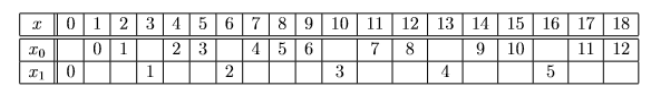 x 0 1 2 3 4 5 6 7 8 9 10 11 12 13 14 15 16 17 18
x₀ 0 1 2 3 4 5 6 7 8 9 10 11 12
x₁ 0 1 2 3 4 5